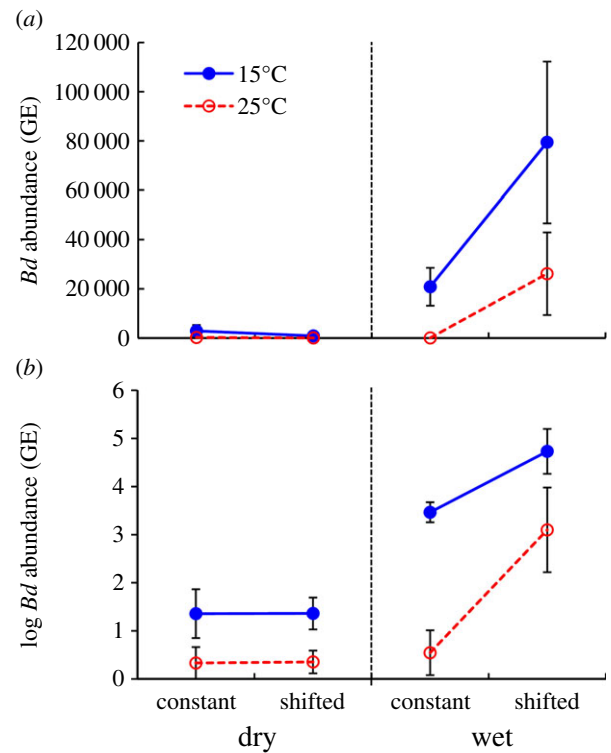 (a)
120 000
100 000
80 000
60 000
40 000
20 000
0
Bd abundance (GE)
15°C
25°C
(b)
6
5
4
3
2
1
0
log Bd abundance (GE)
constant shifted constant shifted
dry wet